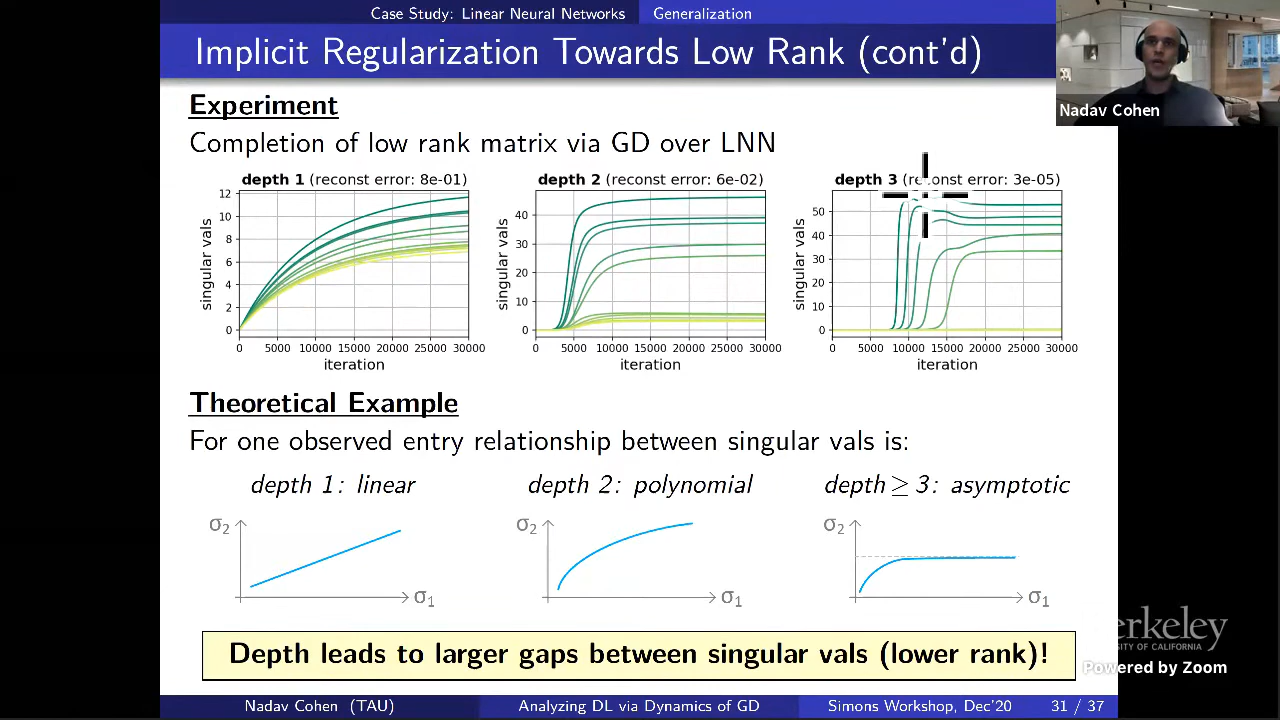 Case Study: Linear Neural Networks Generalization
Implicit Regularization Towards Low Rank (cont'd)
Nadav Cohen
Experiment
Completion of low rank matrix via GD over LNN
depth 1 (reconst error: 8e-01)
12
10
8
6
4
2
0
singular vals
0 5000 10000 15000 20000 25000 30000
iteration
depth 2 (reconst error: 6e-02)
40
30
20
10
0
singular vals
0 5000 10000 15000 20000 25000 30000
iteration
depth 3 (reconst error: 3e-05)
50
40
30
20
10
0
singular vals
0 5000 10000 15000 20000 25000 30000
iteration
Theoretical Example
For one observed entry relationship between singular vals is:
depth 1: linear
σ2
σ1
depth 2: polynomial
σ2
σ1
depth ≥ 3: asymptotic
σ2
σ1
Depth leads to larger gaps between singular vals (lower rank)!
Powered by Zoom
Nadav Cohen (TAU) Analyzing DL via Dynamics of GD Simons Workshop, Dec'20 31 / 37